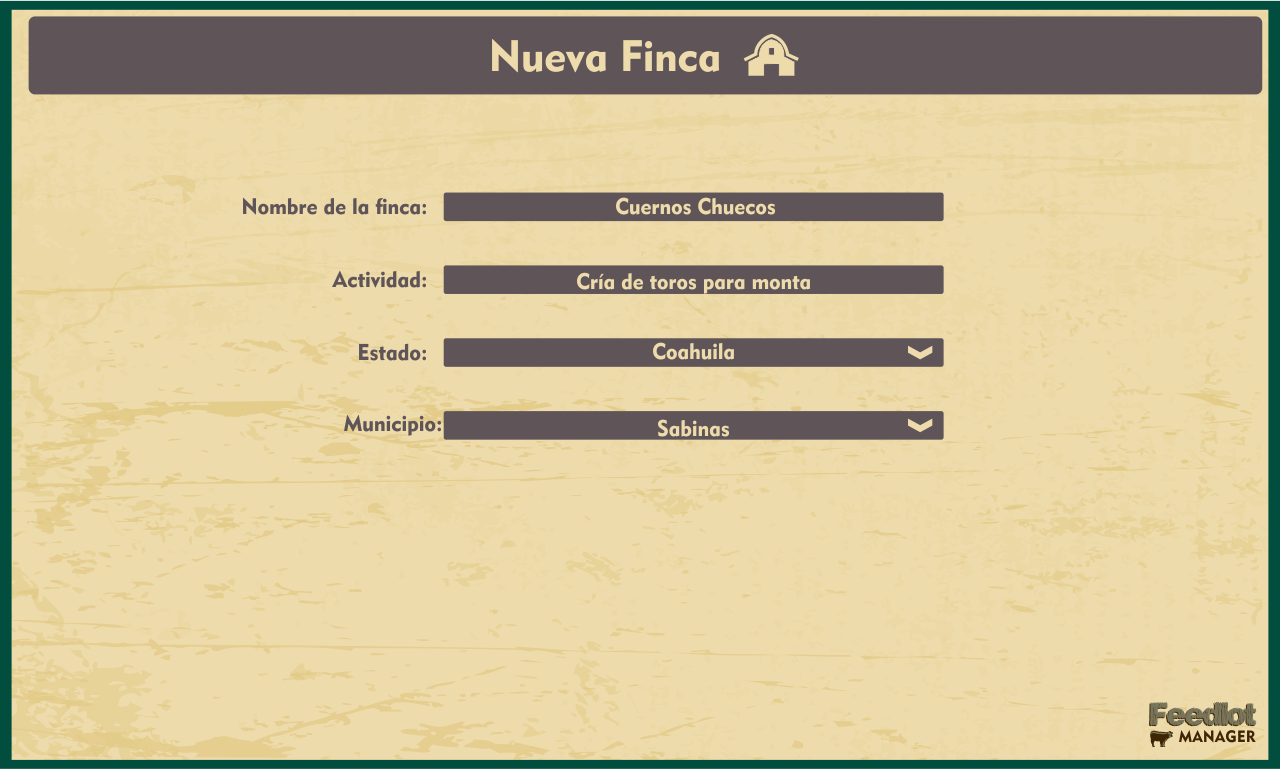 Nueva Finca
Nombre de la finca: Cuernos Chuecos
Actividad: Cría de toros para monta
Estado: Coahuila
Municipio: Sabinas
Feedlot
MANAGER